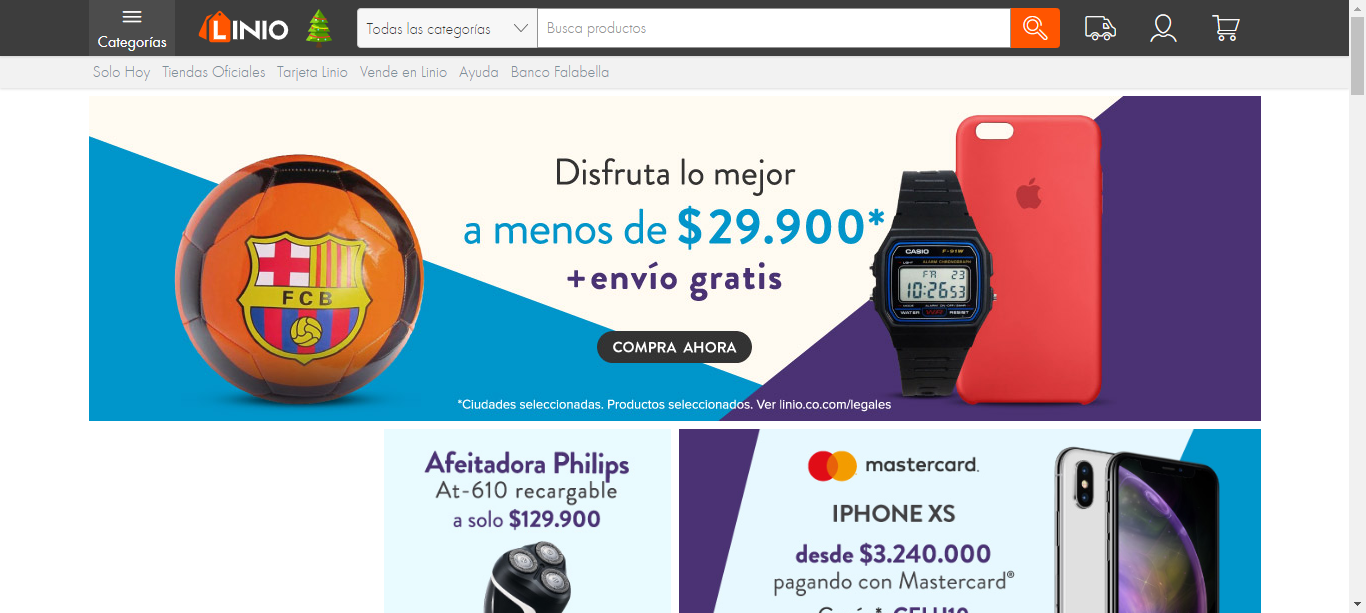 Categorías
LINIO
Todas las categorías
Busca productos
Solo Hoy Tiendas Oficiales Tarjeta Linio Vende en Linio Ayuda Banco Falabella
Disfruta lo mejor
a menos de $29.900*
+envío gratis
COMPRA AHORA
*Ciudades seleccionadas. Productos seleccionados. Ver linio.co.com/legales
FCB
CASIO F-91W
LIGHT ALARM CHRONOGRAPH
FR 23
10:26 53
WATER RESIST
Afeitadora Philips
At-610 recargable
a solo $129.900
mastercard.
IPHONE XS
desde $3.240.000
pagando con Mastercard®